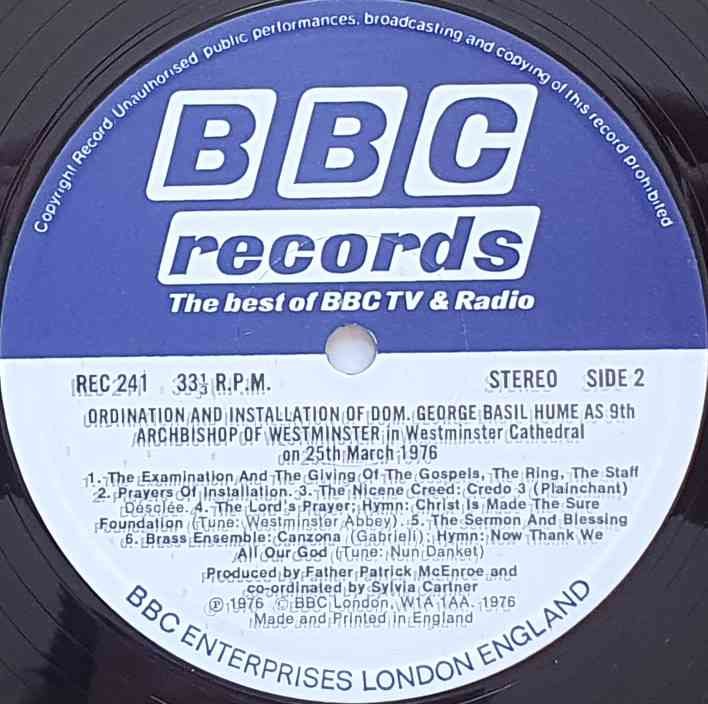 Copyright Record. Unauthorised public performances, broadcasting and copying of this record prohibited
BBC
records
The best of BBC TV & Radio
REC 241 33⅓ R.P.M. STEREO SIDE 2
ORDINATION AND INSTALLATION OF DOM. GEORGE BASIL HUME AS 9th
ARCHBISHOP OF WESTMINSTER in Westminster Cathedral
on 25th March 1976
1. The Examination And The Giving Of The Gospels, The Ring, The Staff
2. Prayers Of Installation. 3. The Nicene Creed: Credo 3 (Plainchant)
Desclée. 4. The Lord's Prayer; Hymn: Christ Is Made The Sure
Foundation (Tune: Westminster Abbey). 5. The Sermon And Blessing
6. Brass Ensemble: Canzona (Gabrieli); Hymn: Now Thank We
All Our God (Tune: Nun Danket)
Produced by Father Patrick McEnroe and
co-ordinated by Sylvia Cartner
℗ 1976 © BBC London, W1A 1AA. 1976
Made and Printed in England
BBC ENTERPRISES LONDON ENGLAND